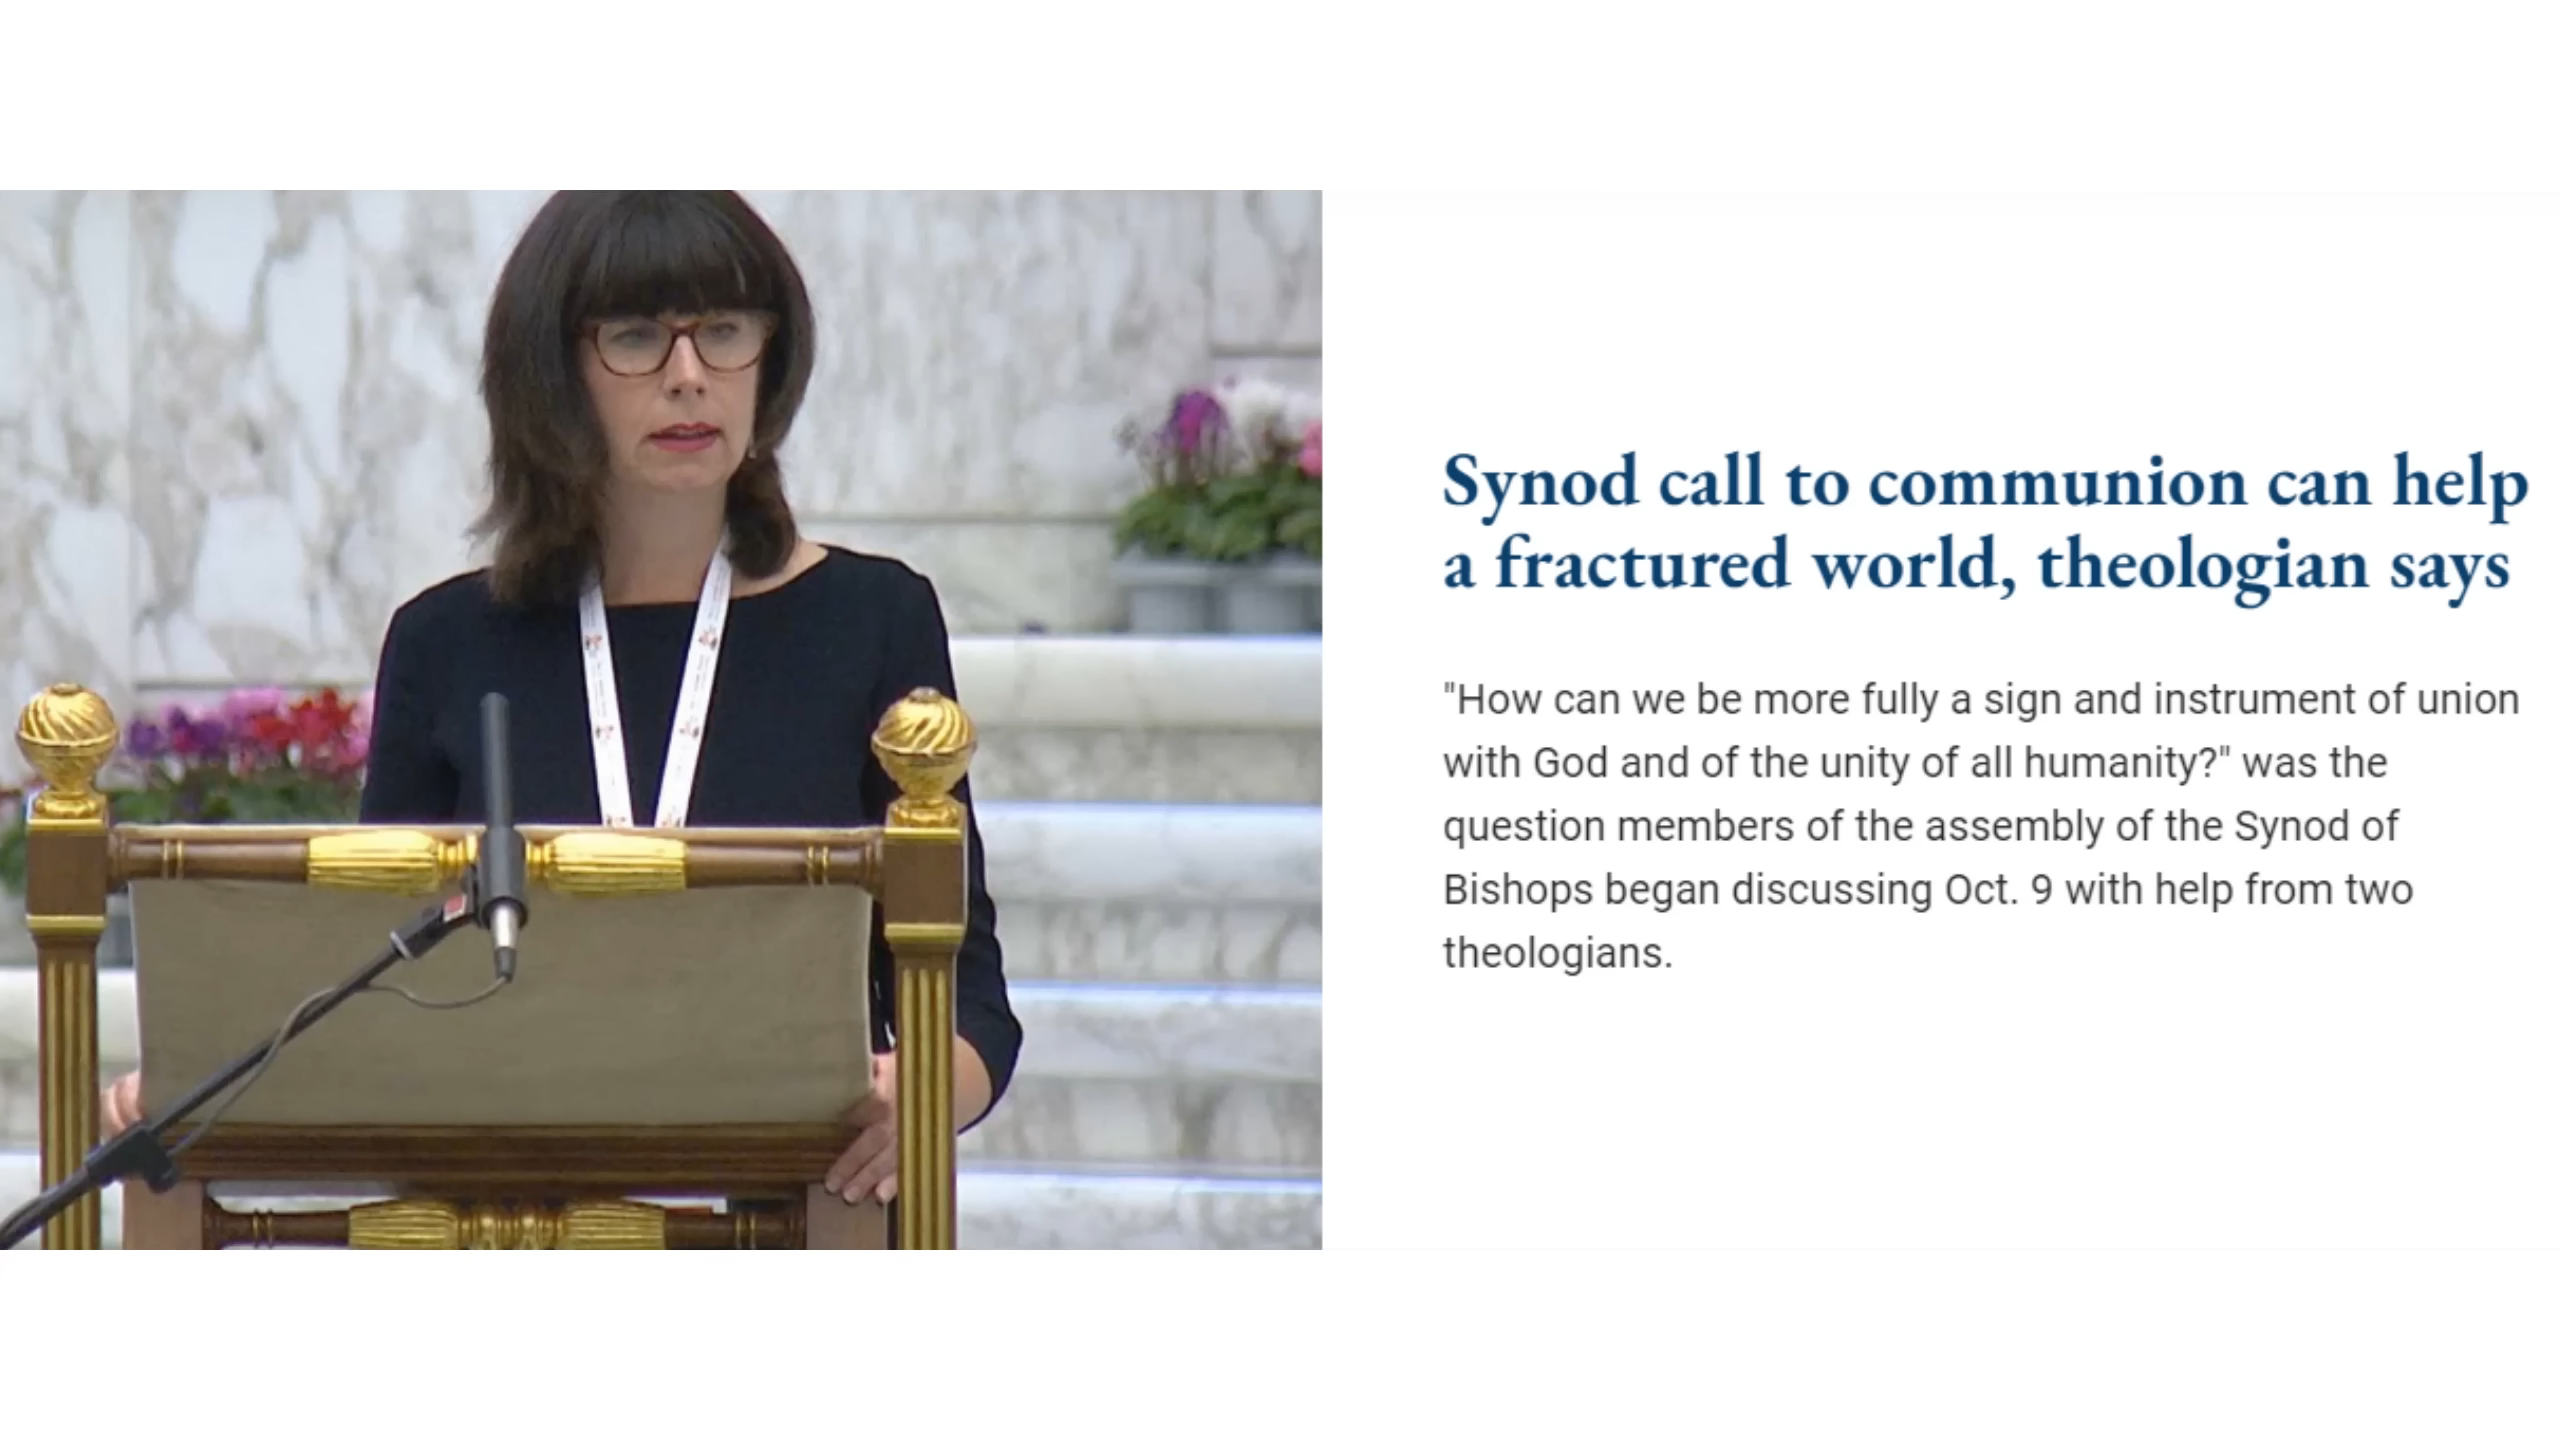 Synod call to communion can help
a fractured world, theologian says
"How can we be more fully a sign and instrument of union
with God and of the unity of all humanity?" was the
question members of the assembly of the Synod of
Bishops began discussing Oct. 9 with help from two
theologians.